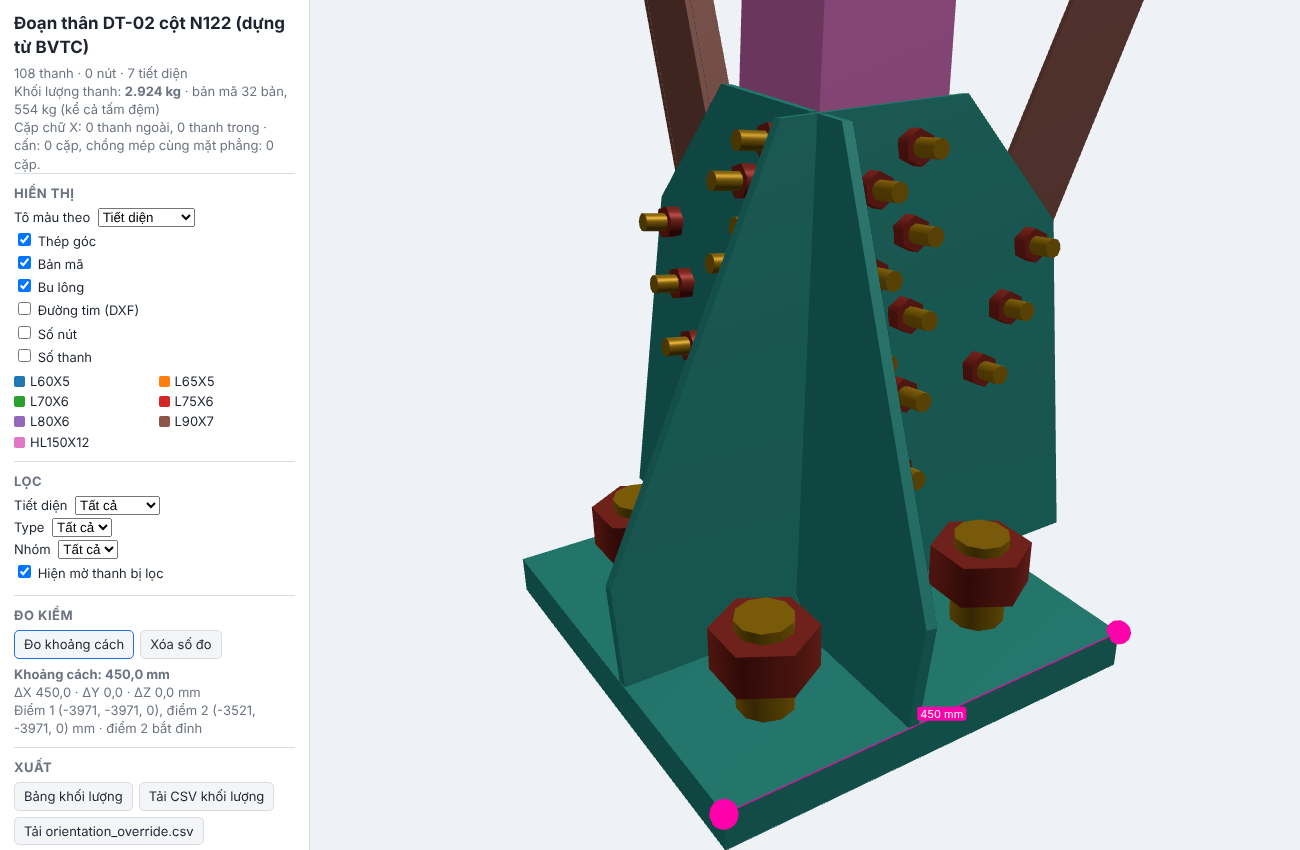 Đoạn thân DT-02 cột N122 (dựng
từ BVTC)
108 thanh · 0 nút · 7 tiết diện
Khối lượng thanh: 2.924 kg · bản mã 32 bản,
554 kg (kể cả tấm đệm)
Cặp chữ X: 0 thanh ngoài, 0 thanh trong ·
cấn: 0 cặp, chồng mép cùng mặt phẳng: 0
cặp.
HIỂN THỊ
Tô màu theo Tiết diện
Thép góc
Bản mã
Bu lông
Đường tim (DXF)
Số nút
Số thanh
L60X5 L65X5
L70X6 L75X6
L80X6 L90X7
HL150X12
LỌC
Tiết diện Tất cả
Type Tất cả
Nhóm Tất cả
Hiện mờ thanh bị lọc
ĐO KIỂM
Đo khoảng cách Xóa số đo
Khoảng cách: 450,0 mm
ΔX 450,0 · ΔY 0,0 · ΔZ 0,0 mm
Điểm 1 (-3971, -3971, 0), điểm 2 (-3521,
-3971, 0) mm · điểm 2 bắt đỉnh
450 mm
XUẤT
Bảng khối lượng Tải CSV khối lượng
Tải orientation_override.csv